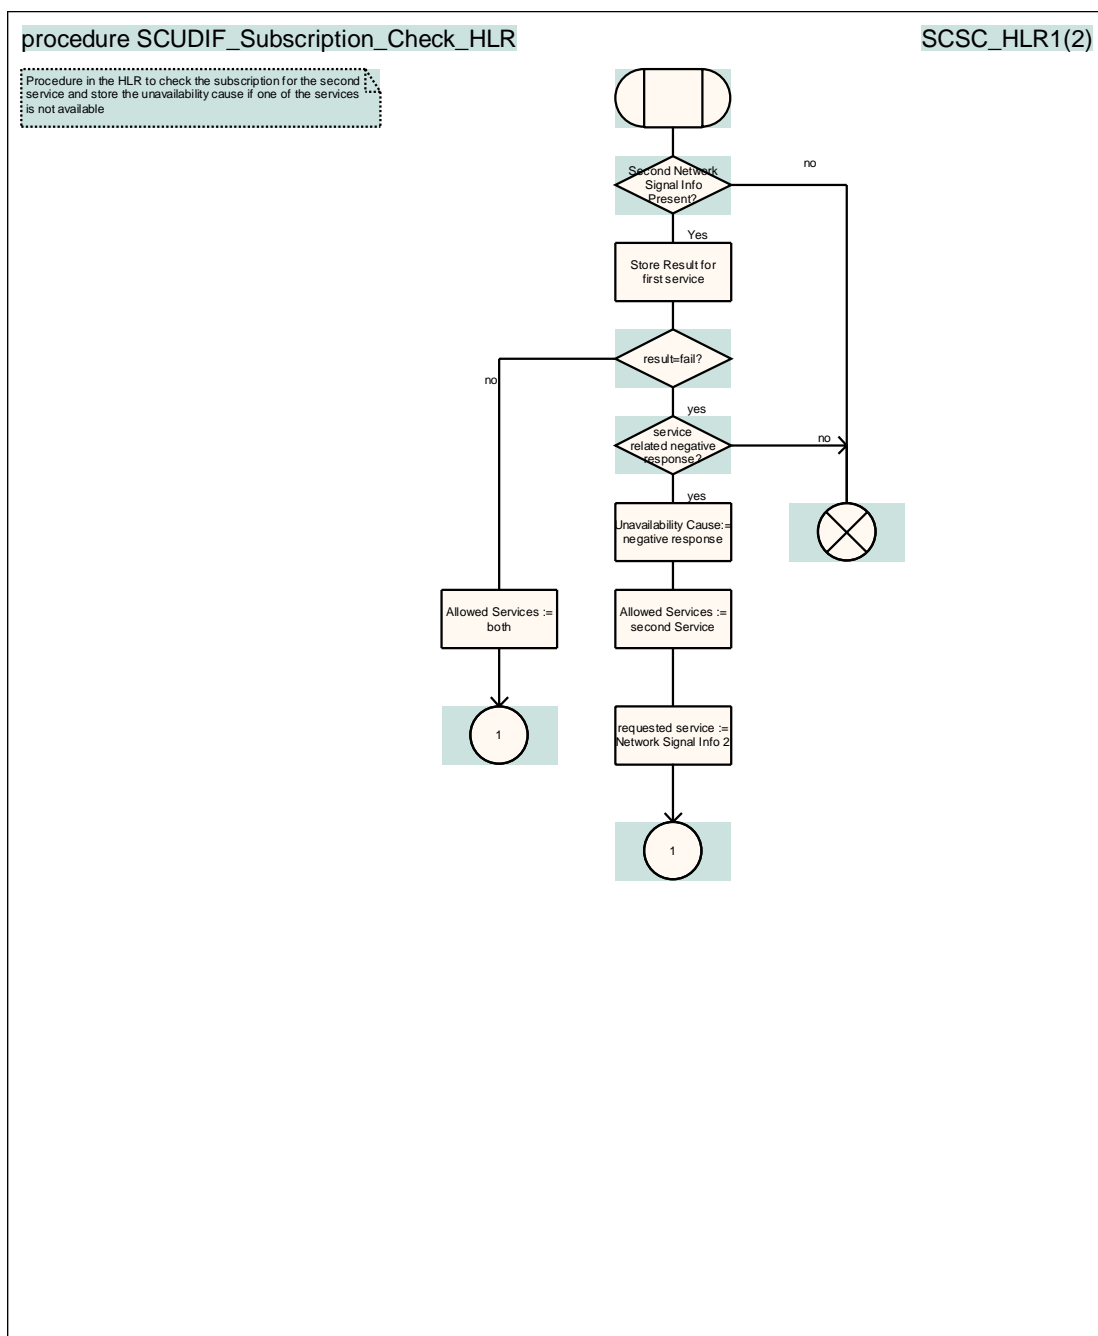 procedure SCUDIF_Subscription_Check_HLR
SCSC_HLR1(2)
Procedure in the HLR to check the subscription for the second
service and store the unavailability cause if one of the services
is not available
no
Second Network
Signal Info
Present?
Yes
Store Result for
first service
result=fail?
no
yes
service
related negative
response?
no
yes
Unavailability Cause:=
negative response
Allowed Services :=
both
Allowed Services :=
second Service
1
requested service :=
Network Signal Info 2
1